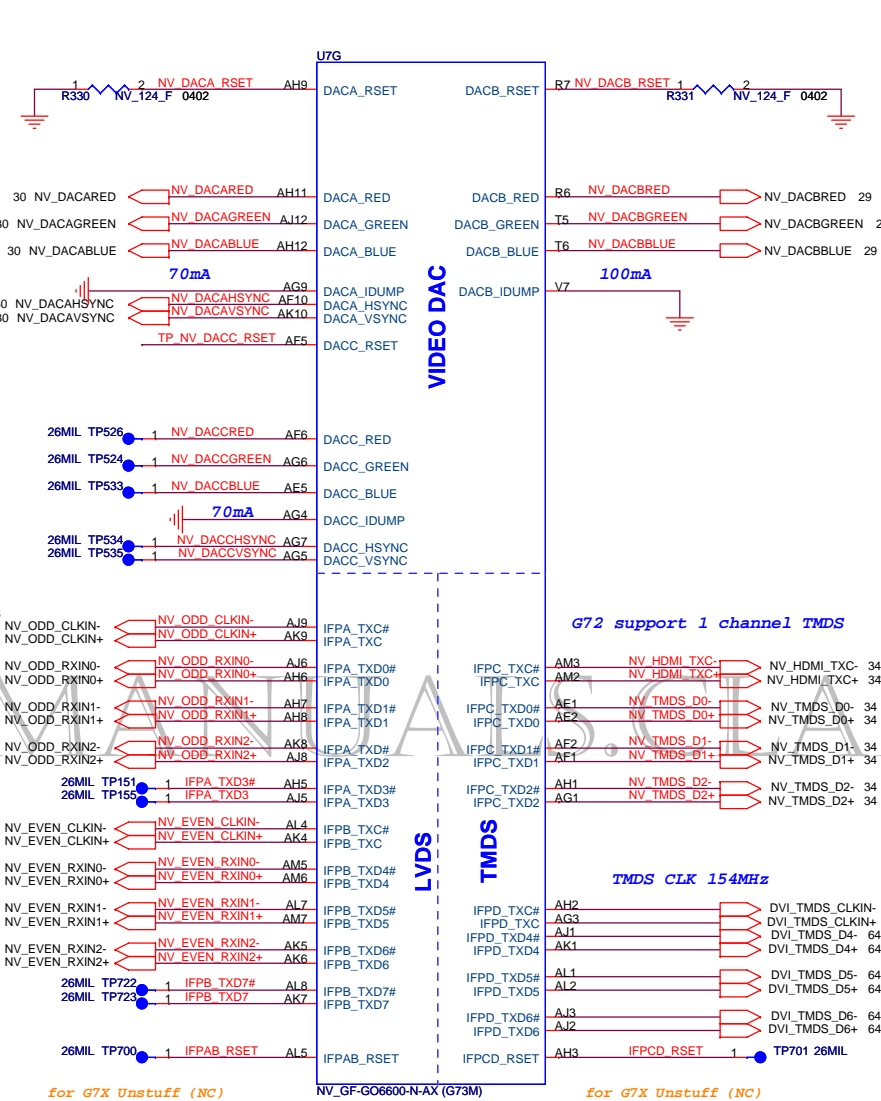 U7G
1 2 NV_DACA_RSET AH9 DACA_RSET DACB_RSET R7 NV_DACB_RSET 1 2
R330 NV_124_F 0402 R331 NV_124_F 0402
30 NV_DACARED NV_DACARED AH11 DACA_RED DACB_RED R6 NV_DACBRED NV_DACBRED 29
NV_DACAGREEN NV_DACAGREEN AJ12 DACA_GREEN DACB_GREEN T5 NV_DACBGREEN NV_DACBGREEN
30 NV_DACABLUE NV_DACABLUE AH12 DACA_BLUE DACB_BLUE T6 NV_DACBBLUE NV_DACBBLUE 29
70mA 100mA
AG9 DACA_IDUMP DACB_IDUMP V7
NV_DACAHSYNC NV_DACAHSYNC AF10 DACA_HSYNC
NV_DACAVSYNC NV_DACAVSYNC AK10 DACA_VSYNC
TP_NV_DACC_RSET AF5 DACC_RSET
VIDEO DAC
26MIL TP526 1 NV_DACCRED AF6 DACC_RED
26MIL TP524 1 NV_DACCGREEN AG6 DACC_GREEN
26MIL TP533 1 NV_DACCBLUE AE5 DACC_BLUE
70mA AG4 DACC_IDUMP
26MIL TP534 1 NV_DACCHSYNC AG7 DACC_HSYNC
26MIL TP535 1 NV_DACCVSYNC AG5 DACC_VSYNC
G72 support 1 channel TMDS
NV_ODD_CLKIN- NV_ODD_CLKIN- AJ9 IFPA_TXC#
NV_ODD_CLKIN+ NV_ODD_CLKIN+ AK9 IFPA_TXC
NV_ODD_RXIN0- NV_ODD_RXIN0- AJ6 IFPA_TXD0# IFPC_TXC# AM3 NV_HDMI_TXC- NV_HDMI_TXC- 34
NV_ODD_RXIN0+ NV_ODD_RXIN0+ AH6 IFPA_TXD0 IFPC_TXC AM2 NV_HDMI_TXC+ NV_HDMI_TXC+ 34
NV_ODD_RXIN1- NV_ODD_RXIN1- AH7 IFPA_TXD1# IFPC_TXD0# AE1 NV_TMDS_D0- NV_TMDS_D0- 34
NV_ODD_RXIN1+ NV_ODD_RXIN1+ AH8 IFPA_TXD1 IFPC_TXD0 AE2 NV_TMDS_D0+ NV_TMDS_D0+ 34
MANUALS.CLA
NV_ODD_RXIN2- NV_ODD_RXIN2- AK8 IFPA_TXD# IFPC_TXD1# AF2 NV_TMDS_D1- NV_TMDS_D1- 34
NV_ODD_RXIN2+ NV_ODD_RXIN2+ AJ8 IFPA_TXD2 IFPC_TXD1 AF1 NV_TMDS_D1+ NV_TMDS_D1+ 34
26MIL TP151 1 IFPA_TXD3# AH5 IFPA_TXD3# IFPC_TXD2# AH1 NV_TMDS_D2- NV_TMDS_D2- 34
26MIL TP155 1 IFPA_TXD3 AJ5 IFPA_TXD3 IFPC_TXD2 AG1 NV_TMDS_D2+ NV_TMDS_D2+ 34
NV_EVEN_CLKIN- NV_EVEN_CLKIN- AL4 IFPB_TXC#
NV_EVEN_CLKIN+ NV_EVEN_CLKIN+ AK4 IFPB_TXC
LVDS TMDS
NV_EVEN_RXIN0- NV_EVEN_RXIN0- AM5 IFPB_TXD4#
NV_EVEN_RXIN0+ NV_EVEN_RXIN0+ AM6 IFPB_TXD4
TMDS CLK 154MHz
NV_EVEN_RXIN1- NV_EVEN_RXIN1- AL7 IFPB_TXD5# IFPD_TXC# AH2 DVI_TMDS_CLKIN-
NV_EVEN_RXIN1+ NV_EVEN_RXIN1+ AM7 IFPB_TXD5 IFPD_TXC AG3 DVI_TMDS_CLKIN+
IFPD_TXD4# AJ1 DVI_TMDS_D4- 64
NV_EVEN_RXIN2- NV_EVEN_RXIN2- AK5 IFPB_TXD6# IFPD_TXD4 AK1 DVI_TMDS_D4+ 64
NV_EVEN_RXIN2+ NV_EVEN_RXIN2+ AK6 IFPB_TXD6
26MIL TP722 1 IFPB_TXD7# AL8 IFPB_TXD7# IFPD_TXD5# AL1 DVI_TMDS_D5- 64
26MIL TP723 1 IFPB_TXD7 AK7 IFPB_TXD7 IFPD_TXD5 AL2 DVI_TMDS_D5+ 64
IFPD_TXD6# AJ3 DVI_TMDS_D6- 64
IFPD_TXD6 AJ2 DVI_TMDS_D6+ 64
26MIL TP700 1 IFPAB_RSET AL5 IFPAB_RSET IFPCD_RSET AH3 IFPCD_RSET 1 TP701 26MIL
for G7X Unstuff (NC) NV_GF-GO6600-N-AX (G73M) for G7X Unstuff (NC)